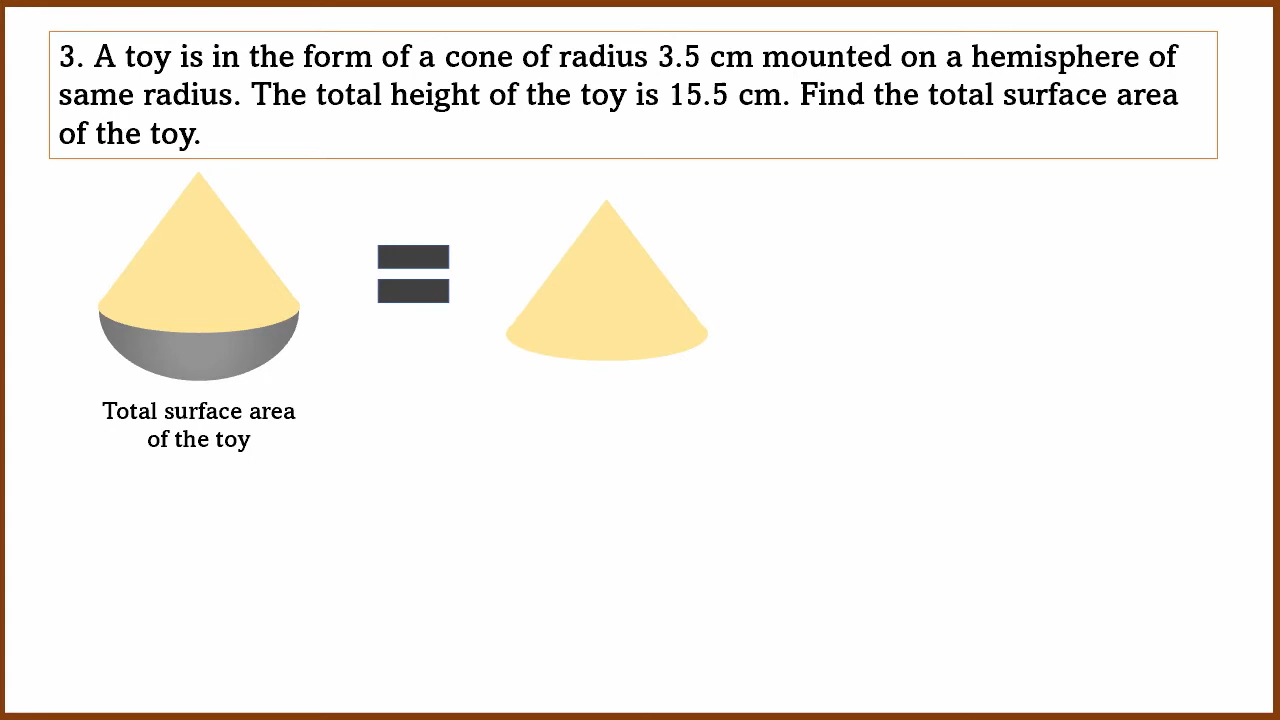 3. A toy is in the form of a cone of radius 3.5 cm mounted on a hemisphere of
same radius. The total height of the toy is 15.5 cm. Find the total surface area
of the toy.
Total surface area
of the toy